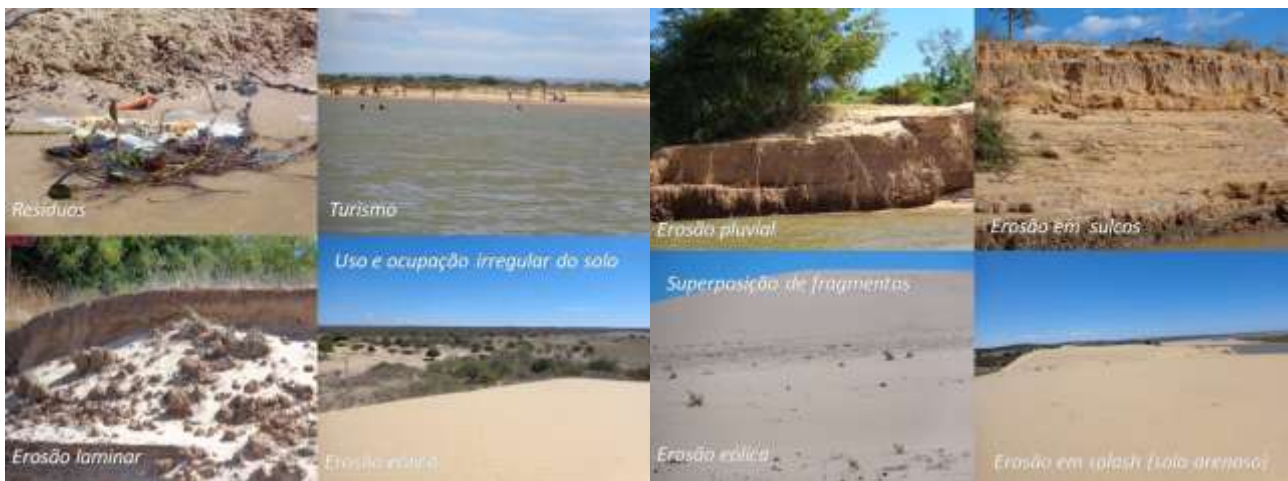 Resíduos
Turismo
Erosão pluvial
Erosão em sulcos
Uso e ocupação irregular do solo
Superposição de fragmentos
Erosão laminar
Erosão eólica
Erosão eólica
Erosão em splash (solo arenoso)